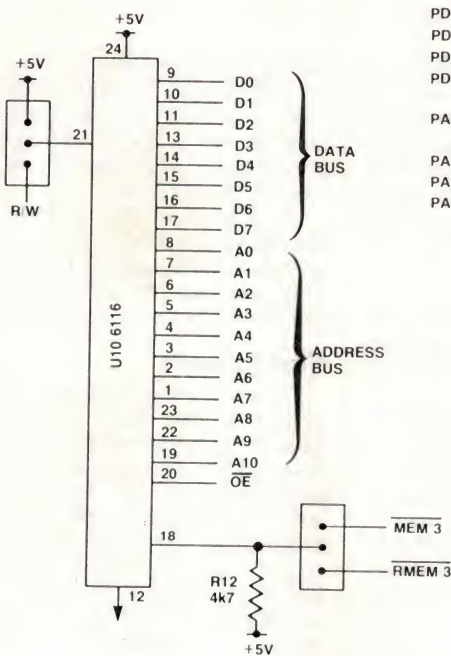 +5V
24
+5V
21
R/W
U10 6116
9 D0
10 D1
11 D2
13 D3
14 D4
15 D5
16 D6
17 D7
DATA
BUS
8 A0
7 A1
6 A2
5 A3
4 A4
3 A5
2 A6
1 A7
23 A8
22 A9
19 A10
20 OE
ADDRESS
BUS
18
MEM 3
RMEM 3
R12
4k7
+5V
12
PD
PD
PD
PD
PA
PA
PA
PA